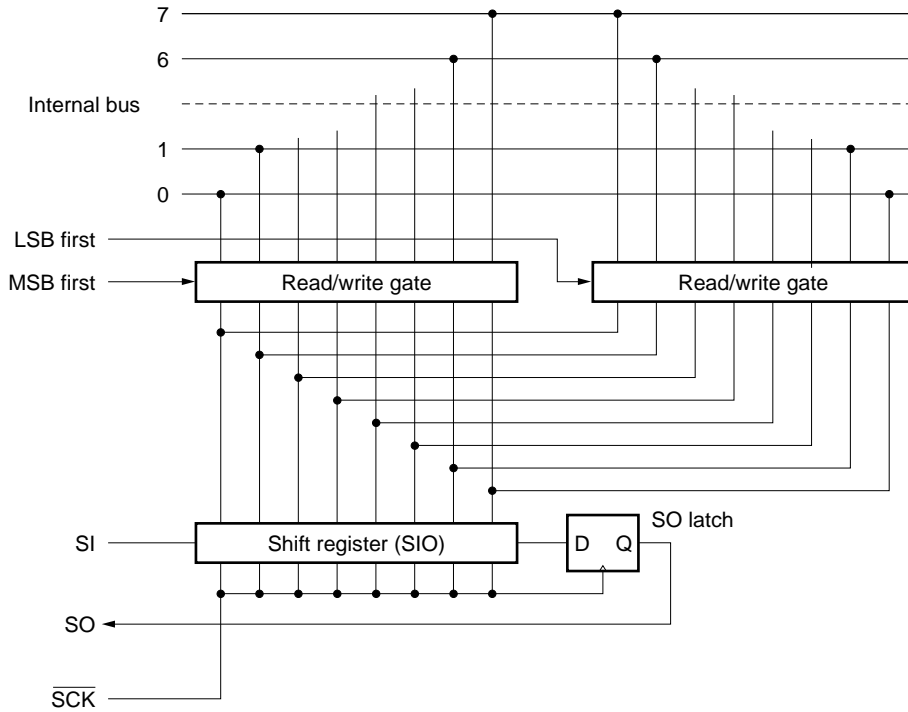 7
6
Internal bus
1
0
LSB first
MSB first
Read/write gate
Read/write gate
SO latch
SI
Shift register (SIO)
D Q
SO
S̅C̅K̅